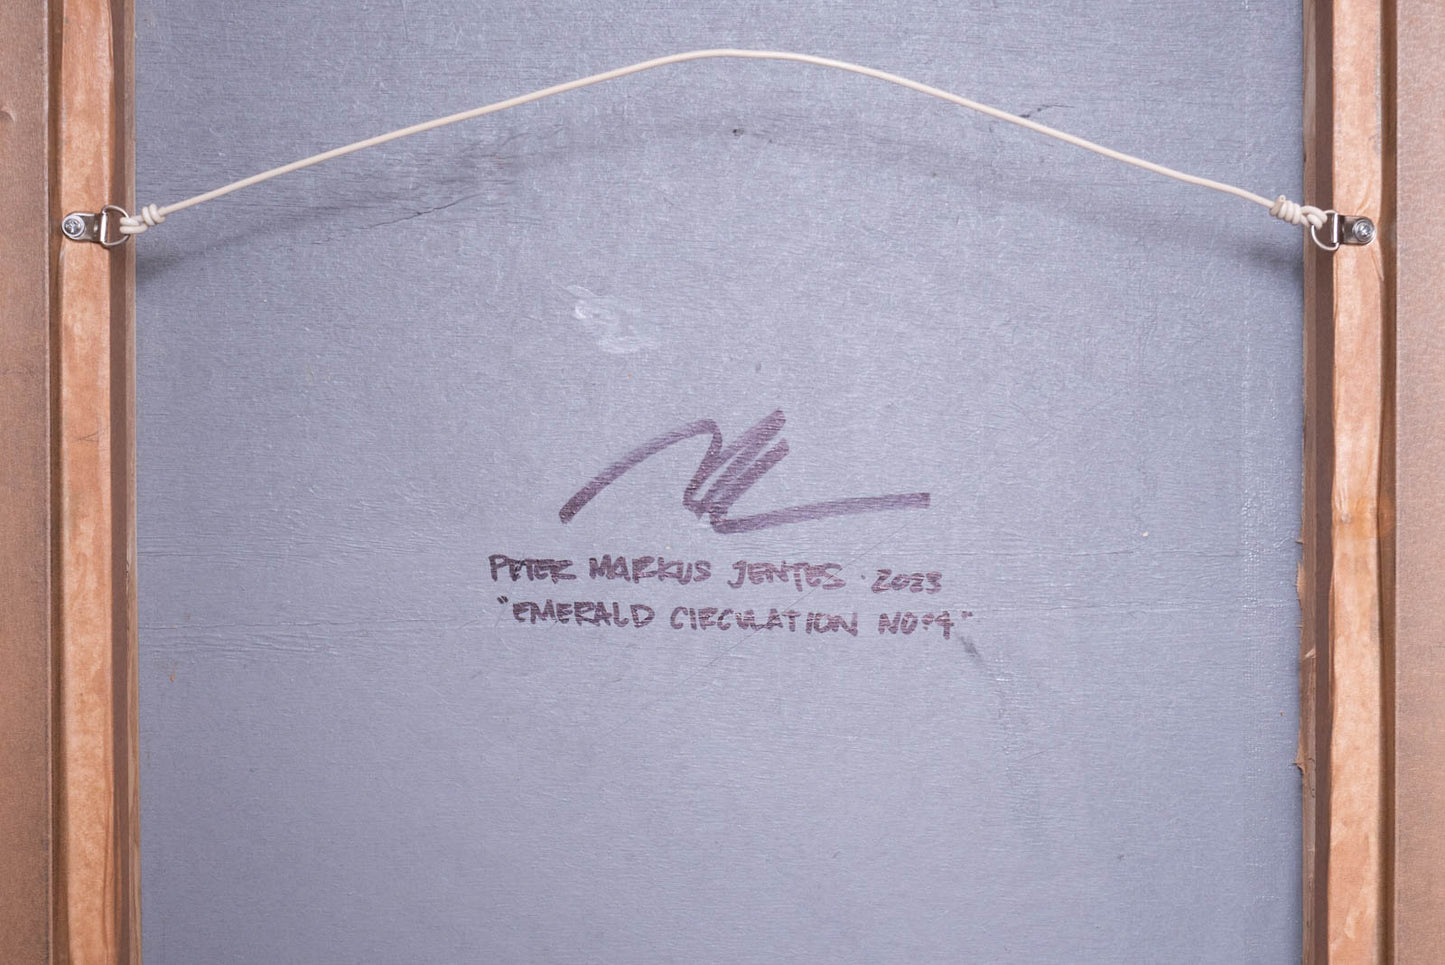 PETER MARKUS JENTES · 2023
"EMERALD CIRCULATION NO:4"